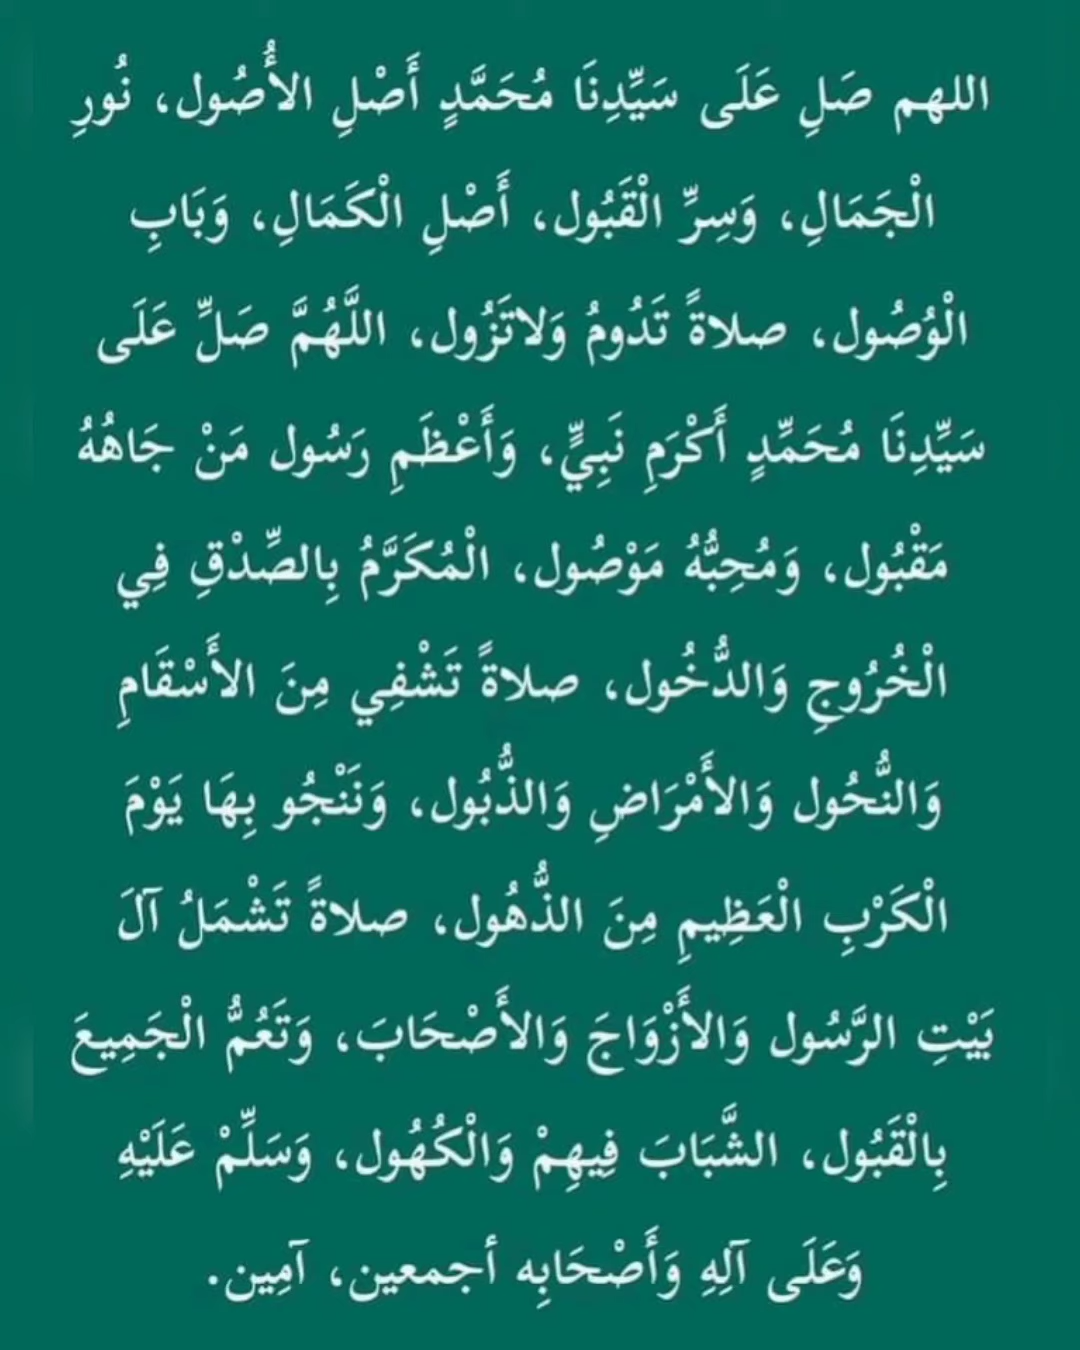 اللهم صَلِ عَلَى سَيِّدِنَا مُحَمَّدٍ أَصْلِ الأُصُول، نُورِ
الْجَمَالِ، وَسِرِّ الْقَبُول، أَصْلِ الْكَمَالِ، وَبَابِ
الْوُصُول، صلاةً تَدُومُ وَلاتَزُول، اللَّهُمَّ صَلِّ عَلَى
سَيِّدِنَا مُحَمِّدٍ أَكْرَمِ نَبِيٍّ، وَأَعْظَمِ رَسُول مَنْ جَاهُهُ
مَقْبُول، وَمُحِبُّهُ مَوْصُول، الْمُكَرَّمُ بِالصِّدْقِ فِي
الْخُرُوجِ وَالدُّخُول، صلاةً تَشْفِي مِنَ الأَسْقَامِ
وَالنُّحُول وَالأَمْرَاضِ وَالذُّبُول، وَنَنْجُو بِهَا يَوْمَ
الْكَرْبِ الْعَظِيمِ مِنَ الذُّهُول، صلاةً تَشْمَلُ آلَ
بَيْتِ الرَّسُول وَالأَزْوَاجَ وَالأَصْحَابَ، وَتَعُمُّ الْجَمِيعَ
بِالْقَبُول، الشَّبَابَ فِيهِمْ وَالْكُهُول، وَسَلِّمْ عَلَيْهِ
وَعَلَى آلِهِ وَأَصْحَابِه أجمعين، آمِين.